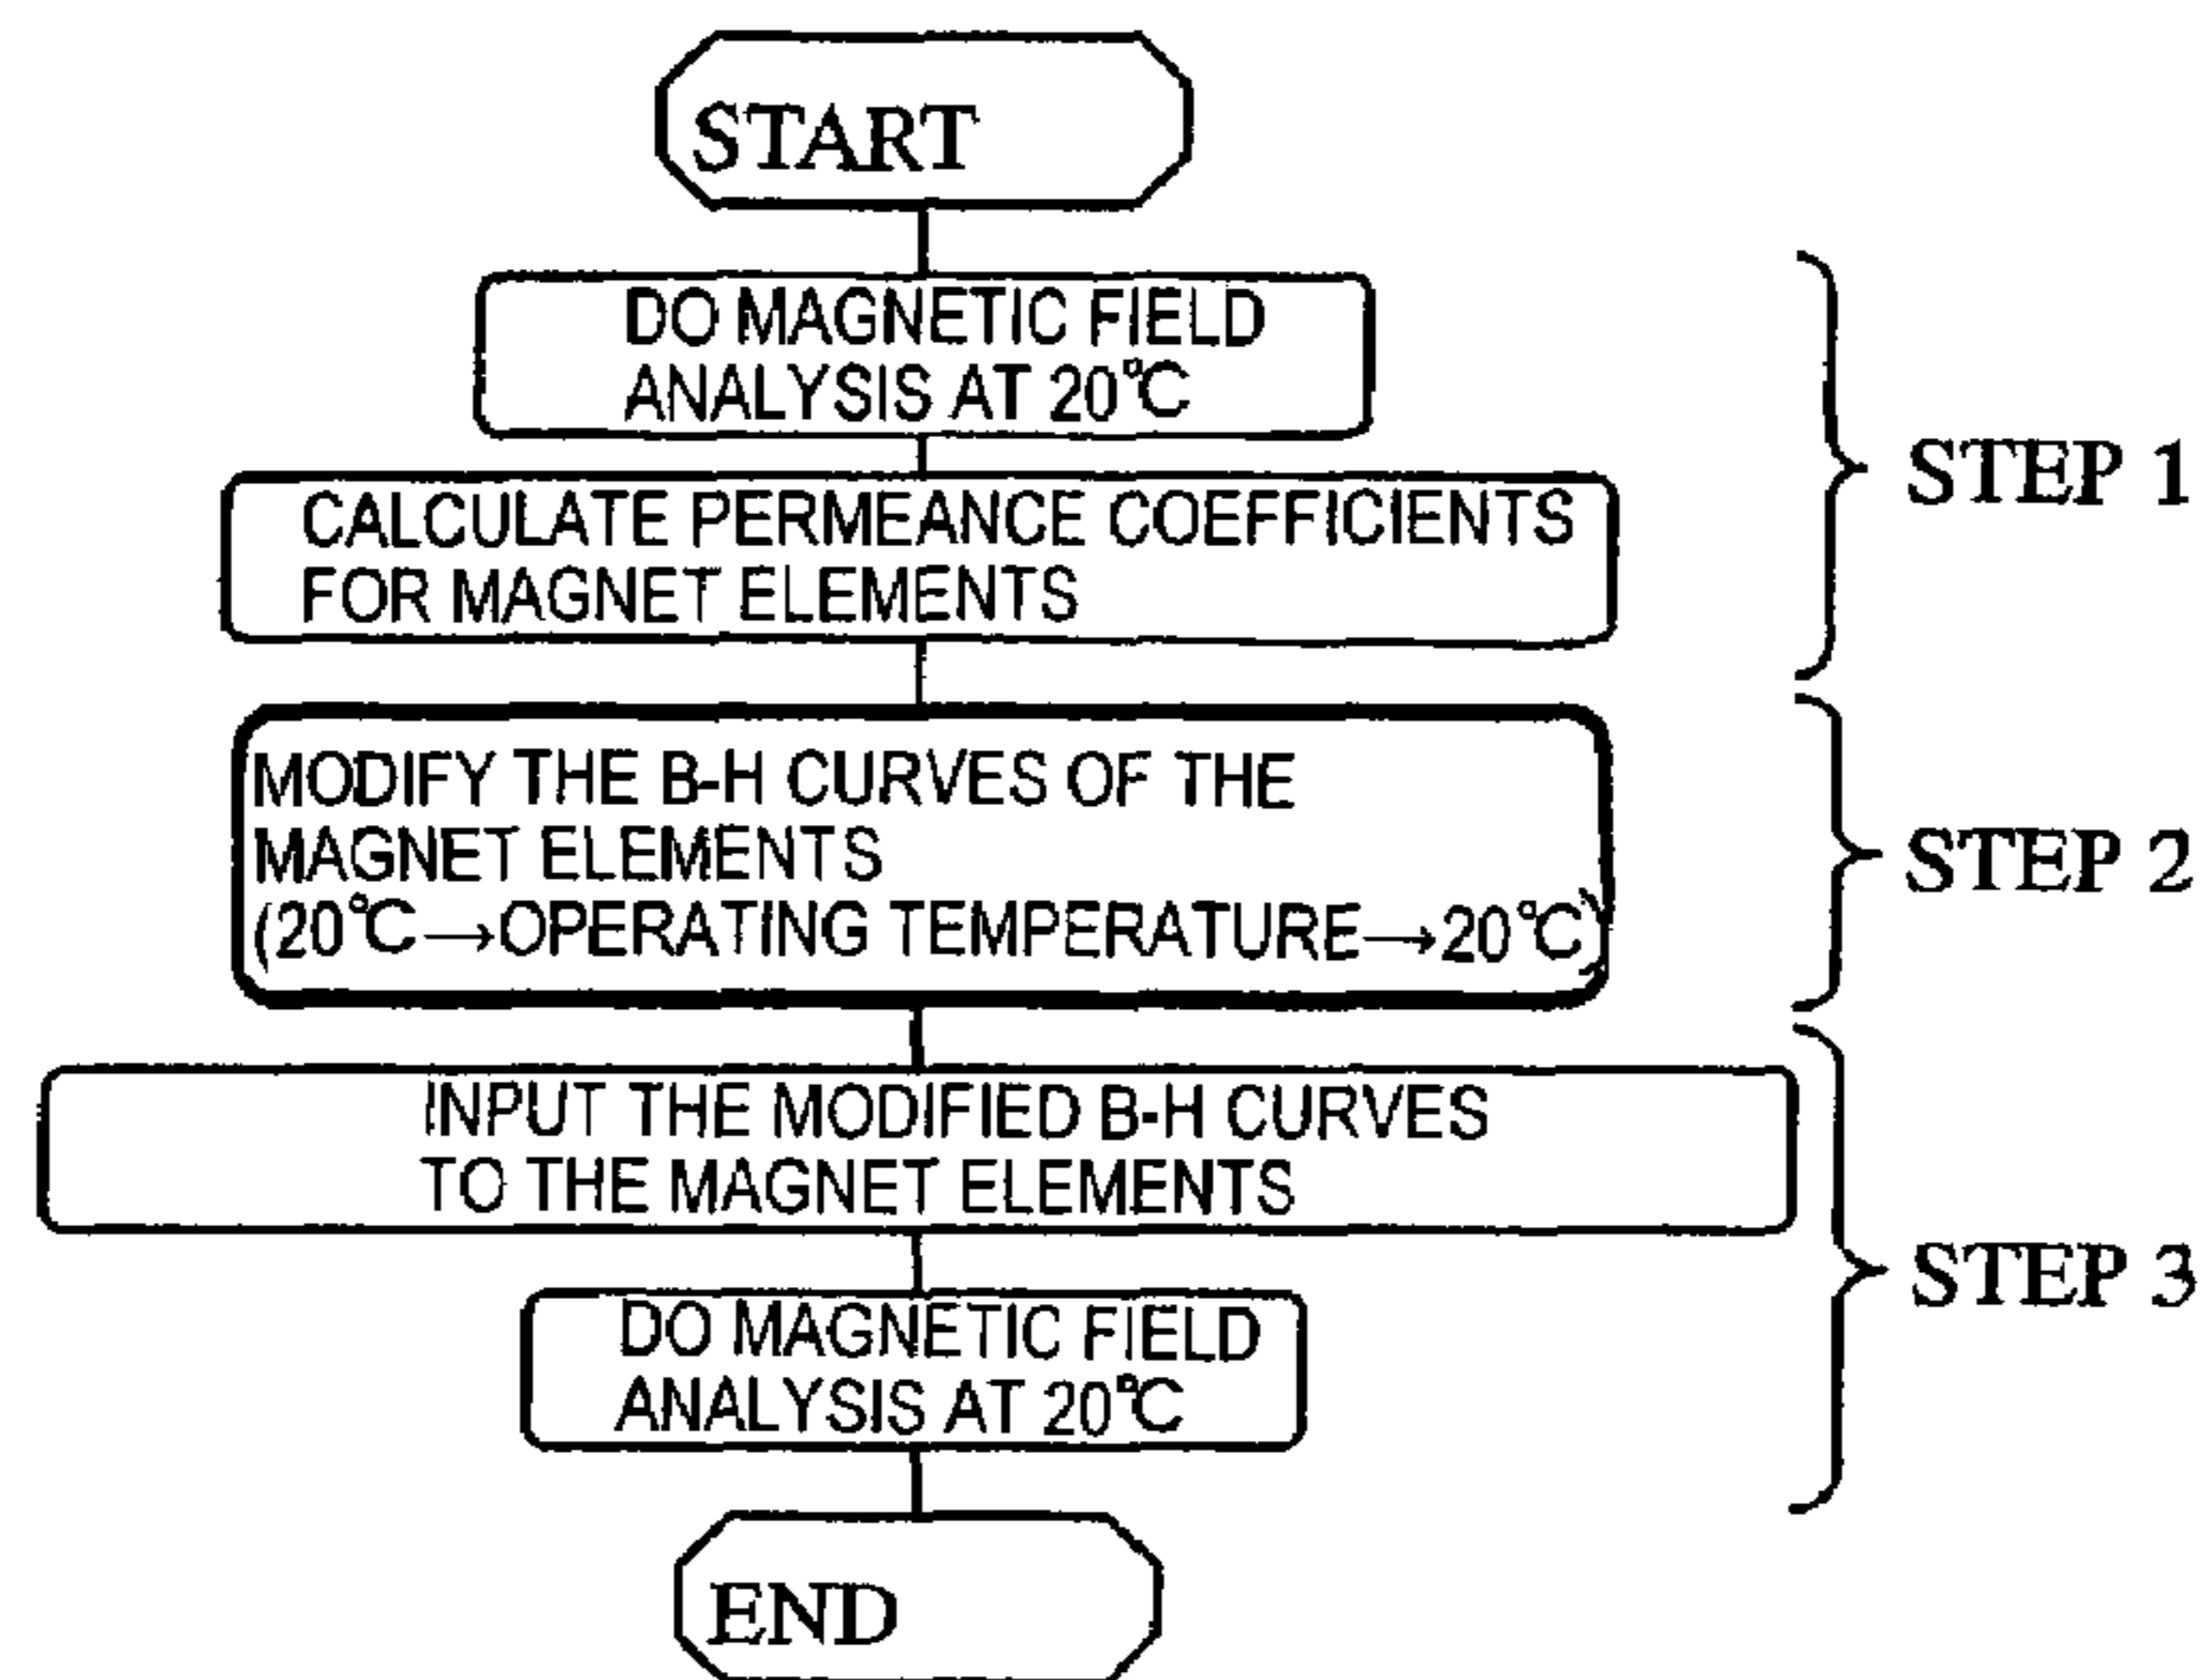 START
DO MAGNETIC FIELD
ANALYSIS AT 20℃
CALCULATE PERMEANCE COEFFICIENTS
FOR MAGNET ELEMENTS
STEP 1
MODIFY THE B-H CURVES OF THE
MAGNET ELEMENTS
(20℃→OPERATING TEMPERATURE→20℃)
STEP 2
INPUT THE MODIFIED B-H CURVES
TO THE MAGNET ELEMENTS
DO MAGNETIC FIELD
ANALYSIS AT 20℃
STEP 3
END